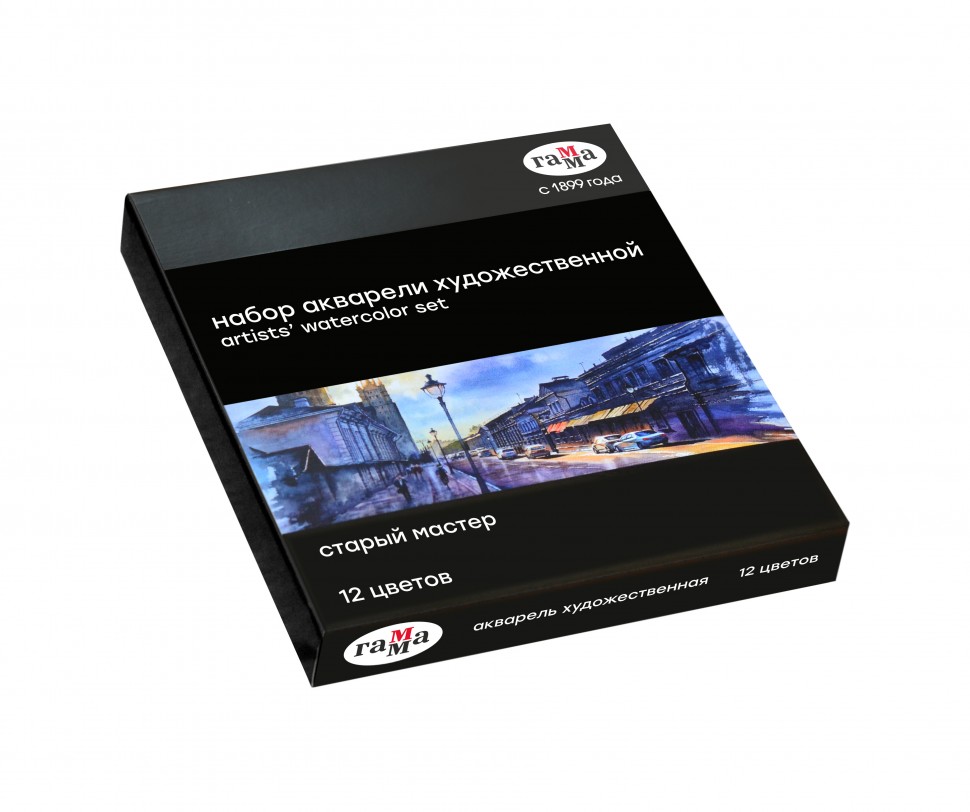 гамма
с 1899 года
набор акварели художественной
artists' watercolor set
старый мастер
12 цветов
гамма
акварель художественная
12 цветов